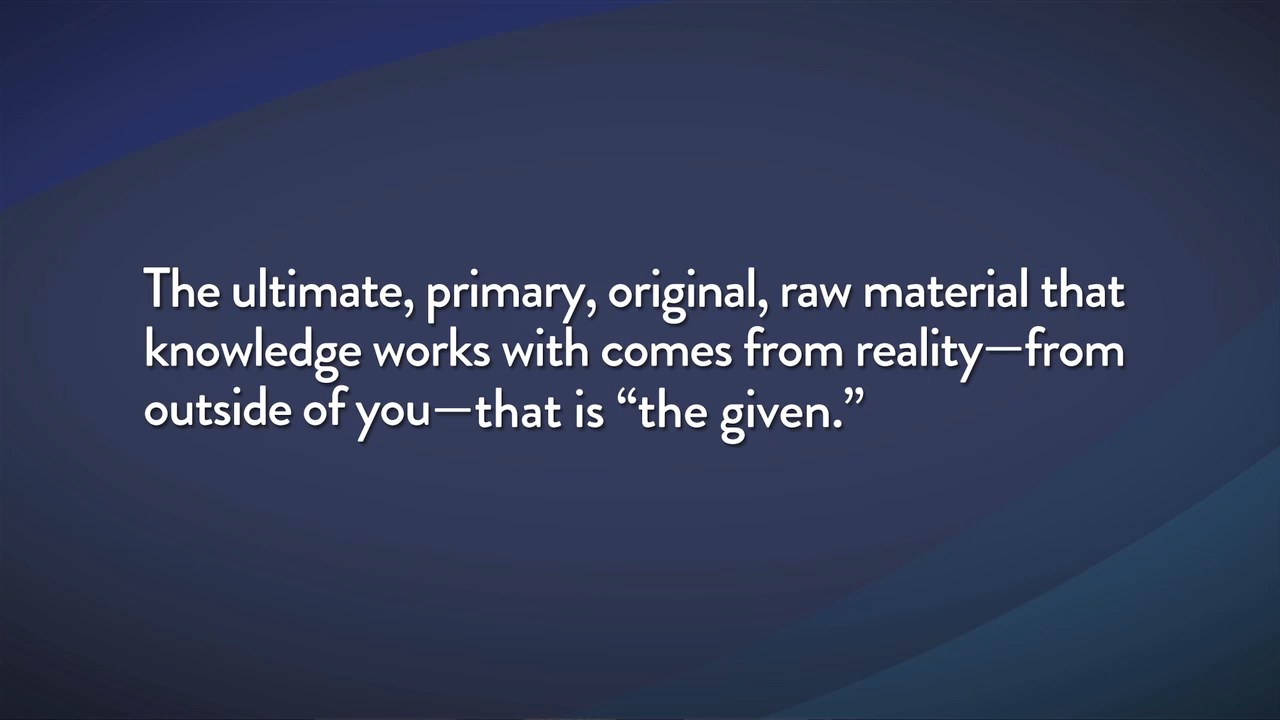 The ultimate, primary, original, raw material that
knowledge works with comes from reality—from
outside of you—that is “the given.”